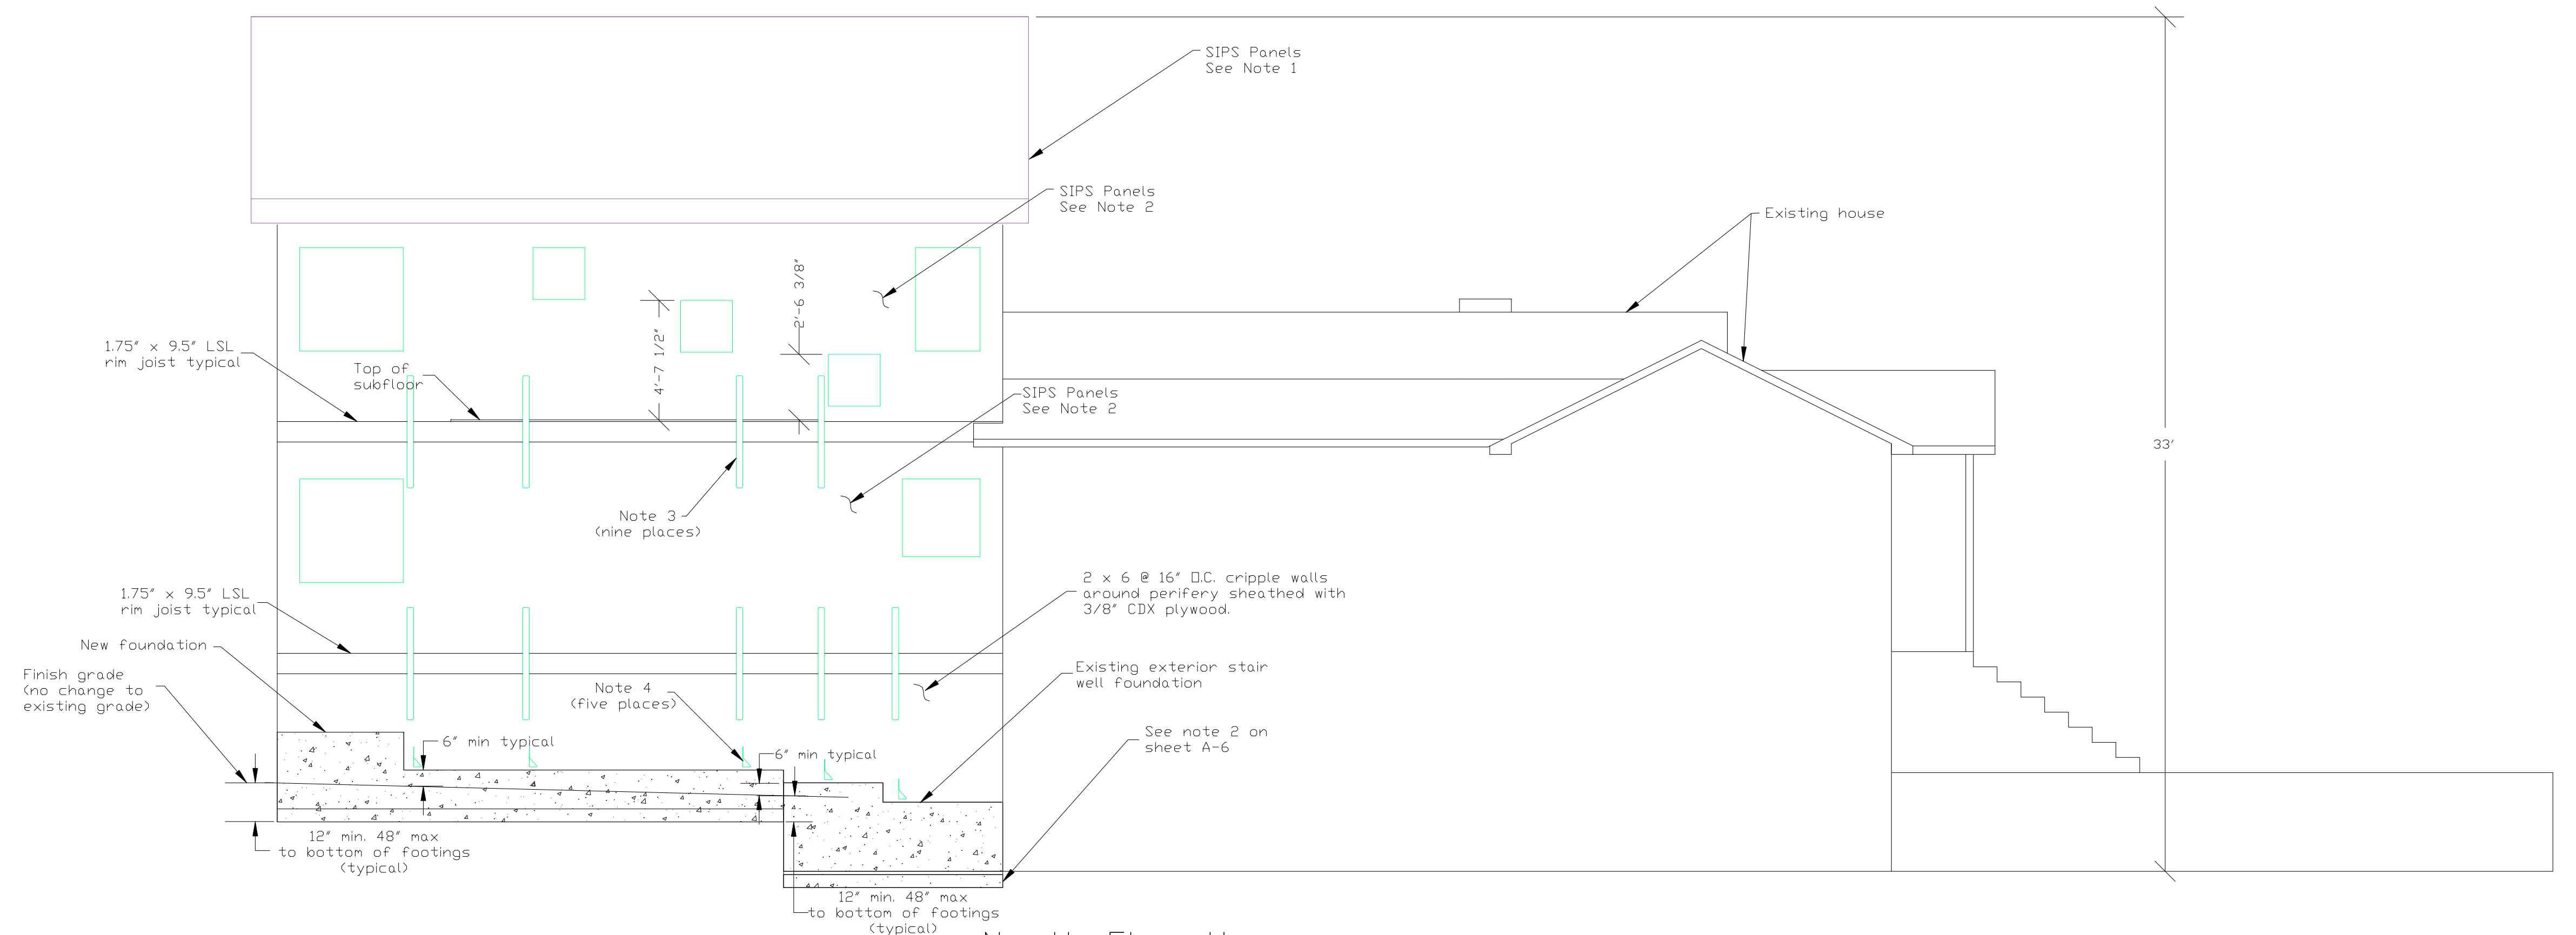 SIPS Panels
See Note 1
SIPS Panels
See Note 2
Existing house
2'-6 3/8"
4'-7 1/2"
1.75" x 9.5" LSL
rim joist typical
Top of
subfloor
SIPS Panels
See Note 2
33'
Note 3
(nine places)
2 x 6 @ 16" O.C. cripple walls
around perifery sheathed with
3/8" CDX plywood.
1.75" x 9.5" LSL
rim joist typical
New foundation
Finish grade
(no change to
existing grade)
Note 4
(five places)
Existing exterior stair
well foundation
See note 2 on
sheet A-6
6" min typical
6" min typical
12" min. 48" max
to bottom of footings
(typical)
12" min. 48" max
to bottom of footings
(typical)